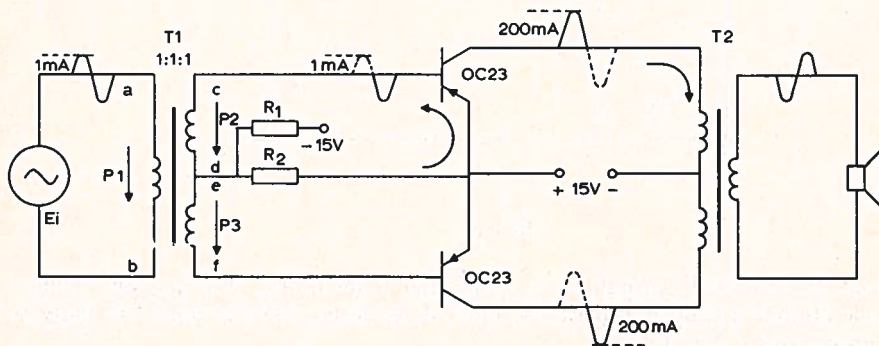 200mA
T1
T2
1mA
1:1:1
1mA
OC23
a
c
R1
P2
-15V
d
R2
P1
e
+ 15V -
Ei
P3
b
f
OC23
200mA